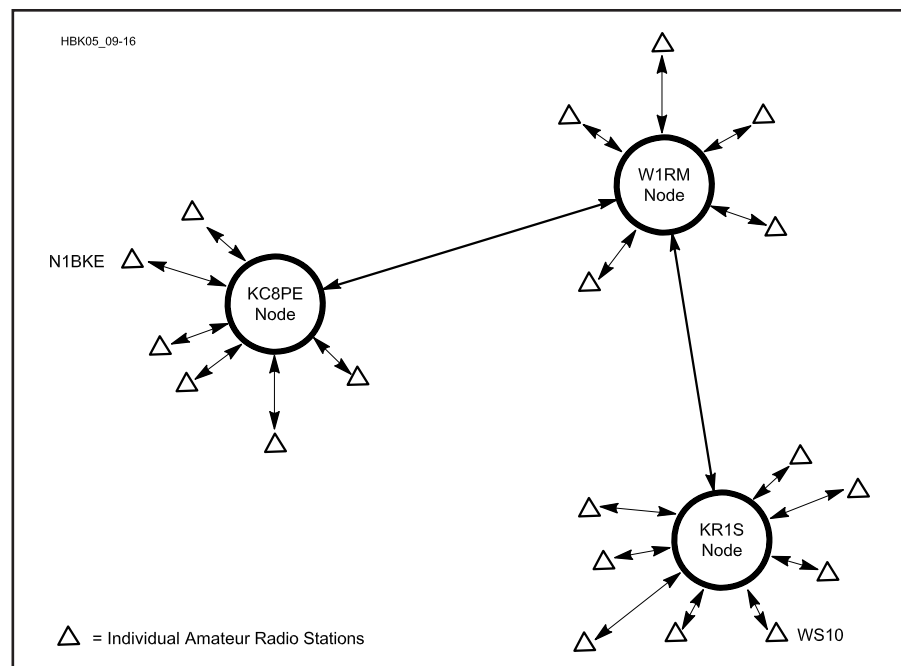 HBK05_09-16
W1RM
Node
N1BKE
KC8PE
Node
KR1S
Node
WS10
= Individual Amateur Radio Stations